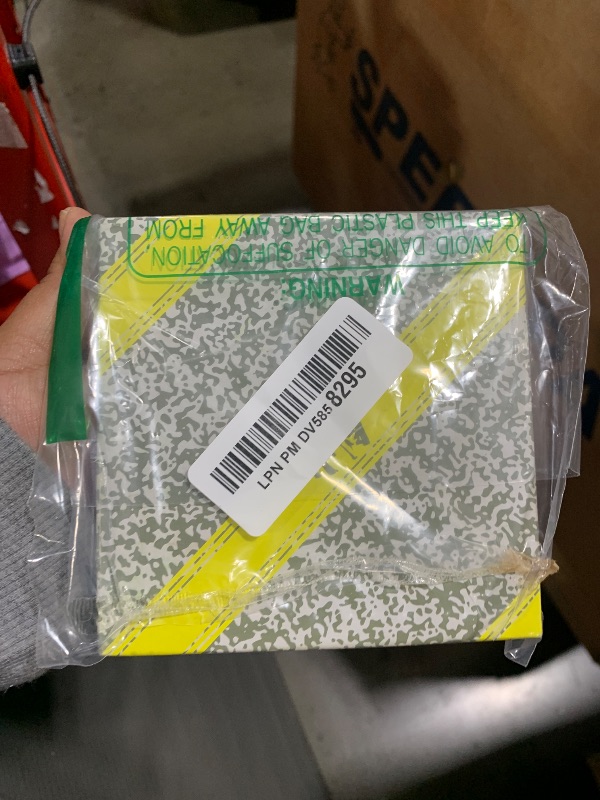 SPE
WARNING
TO AVOID DANGER OF SUFFOCATION
KEEP THIS PLASTIC BAG AWAY FROM
LPN PM DV585 8295